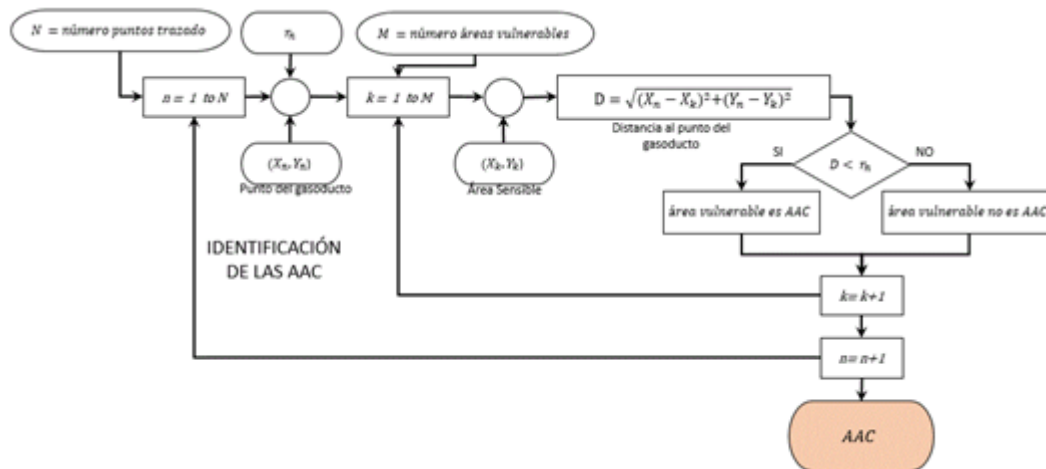 N = número puntos trazado
r_h
M = número áreas vulnerables
n = 1 to N
k = 1 to M
D = √(X_n − X_k)²+(Y_n − Y_k)²
Distancia al punto del
gasoducto
(X_n,Y_n)
Punto del gasoducto
(X_k,Y_k)
Área Sensible
SI
D < r_h
NO
área vulnerable es AAC
área vulnerable no es AAC
IDENTIFICACIÓN
DE LAS AAC
k= k+1
n= n+1
AAC